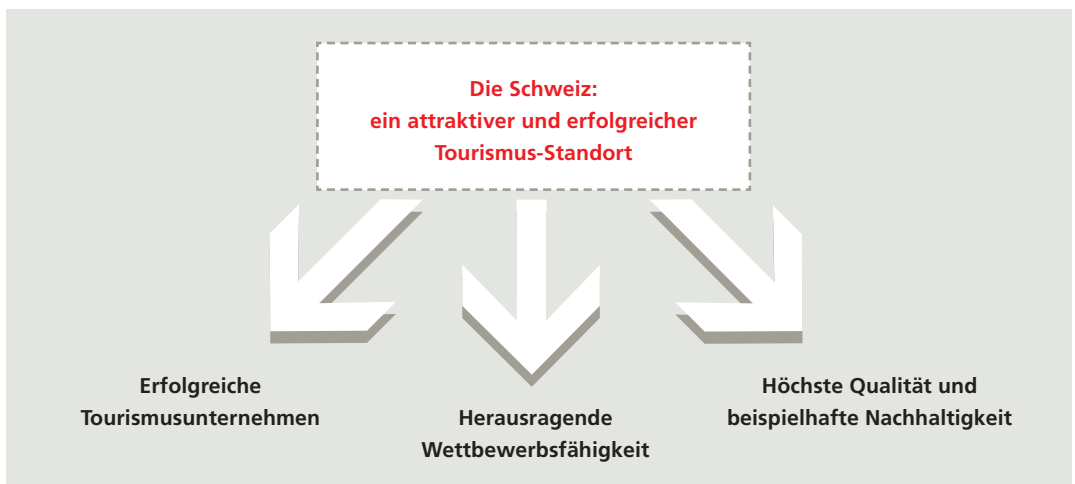 Die Schweiz:
ein attraktiver und erfolgreicher
Tourismus-Standort
Erfolgreiche
Tourismusunternehmen
Herausragende
Wettbewerbsfähigkeit
Höchste Qualität und
beispielhafte Nachhaltigkeit